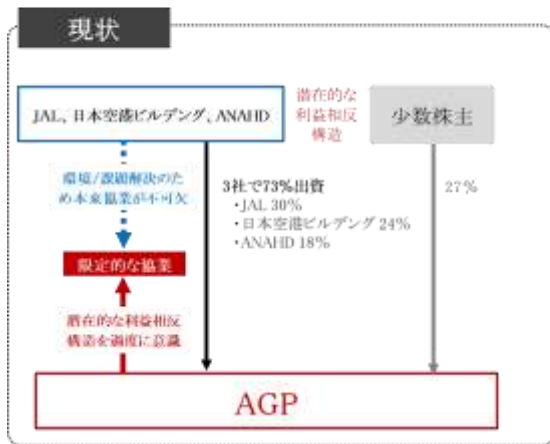 現状
JAL、日本空港ビルデング、ANAHD
潜在的な
利益相反
構造
少数株主
環境/課題解決のた
め本来協業が不可欠
3社で73%出資
・JAL 30%
・日本空港ビルデング 24%
・ANAHD 18%
27%
限定的な協業
潜在的な利益相反
構造を過度に意識
AGP